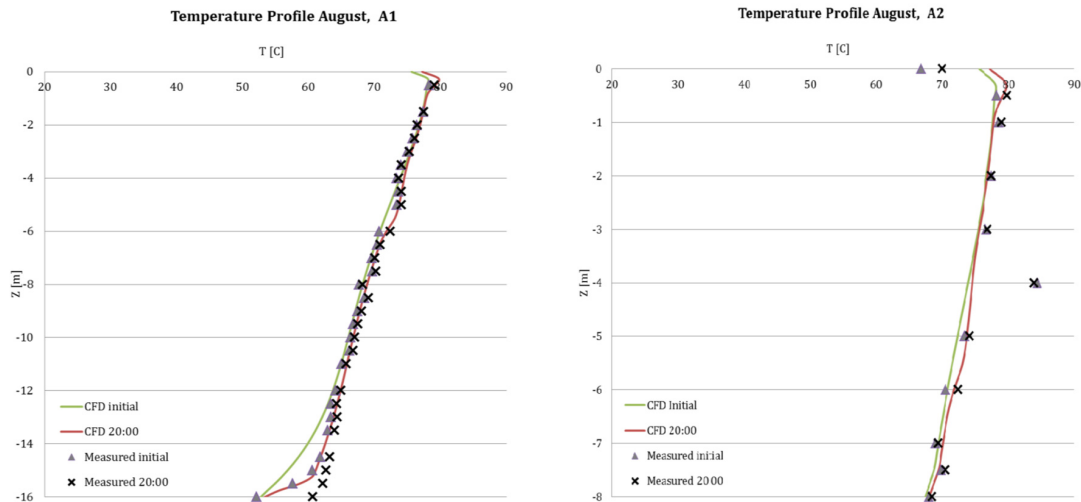 Temperature Profile August, A1
T [C]
20 30 40 50 60 70 80 90
0
-2
-4
-6
Z [m]
-8
-10
-12
-14
-16
CFD initial
CFD 20:00
Measured initial
Measured 20:00
Temperature Profile August, A2
T [C]
20 30 40 50 60 70 80 90
0
-1
-2
-3
Z [m]
-4
-5
-6
-7
-8
CFD Initial
CFD 20:00
Measured initial
Measured 20:00